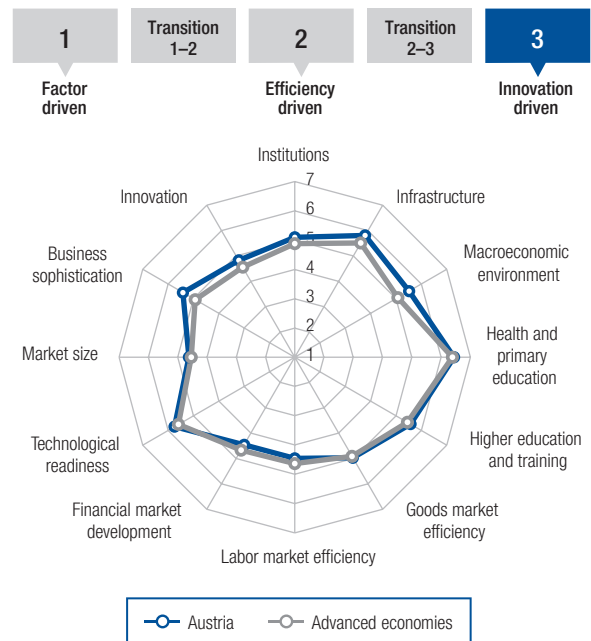 1
Transition
1–2
2
Transition
2–3
3
Factor
driven
Efficiency
driven
Innovation
driven
Institutions
7
6
5
4
3
2
1
Infrastructure
Macroeconomic
environment
Health and
primary
education
Higher education
and training
Goods market
efficiency
Labor market efficiency
Financial market
development
Technological
readiness
Market size
Business
sophistication
Innovation
Austria
Advanced economies